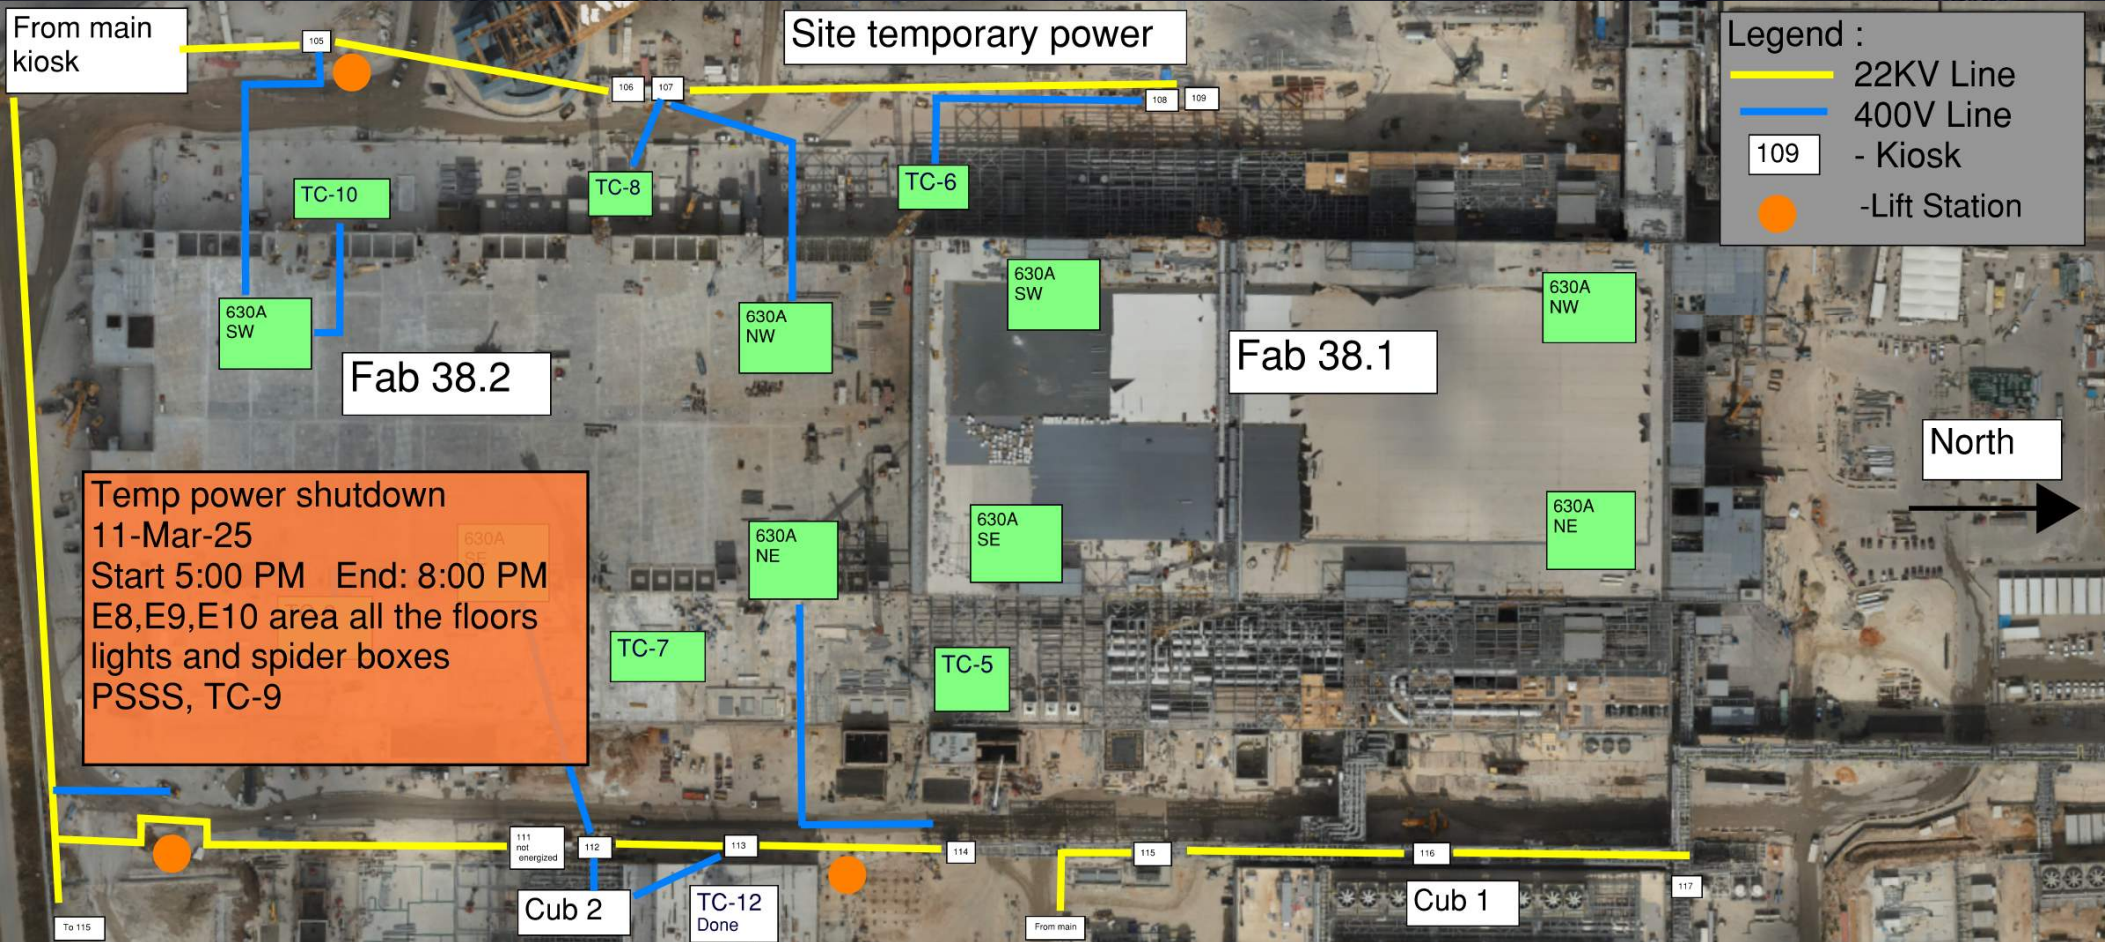 From main
kiosk
105
106
107
Site temporary power
108
109
Legend :
22KV Line
400V Line
109
- Kiosk
-Lift Station
TC-10
TC-8
TC-6
630A
SW
630A
NW
630A
SW
630A
NW
Fab 38.2
Fab 38.1
North
Temp power shutdown
11-Mar-25
Start 5:00 PM End: 8:00 PM
E8,E9,E10 area all the floors
lights and spider boxes
PSSS, TC-9
630A
SE
630A
NE
630A
SE
630A
NE
TC-7
TC-5
111
not
energized
112
113
114
115
116
117
Cub 2
TC-12
Done
Cub 1
To 115
From main